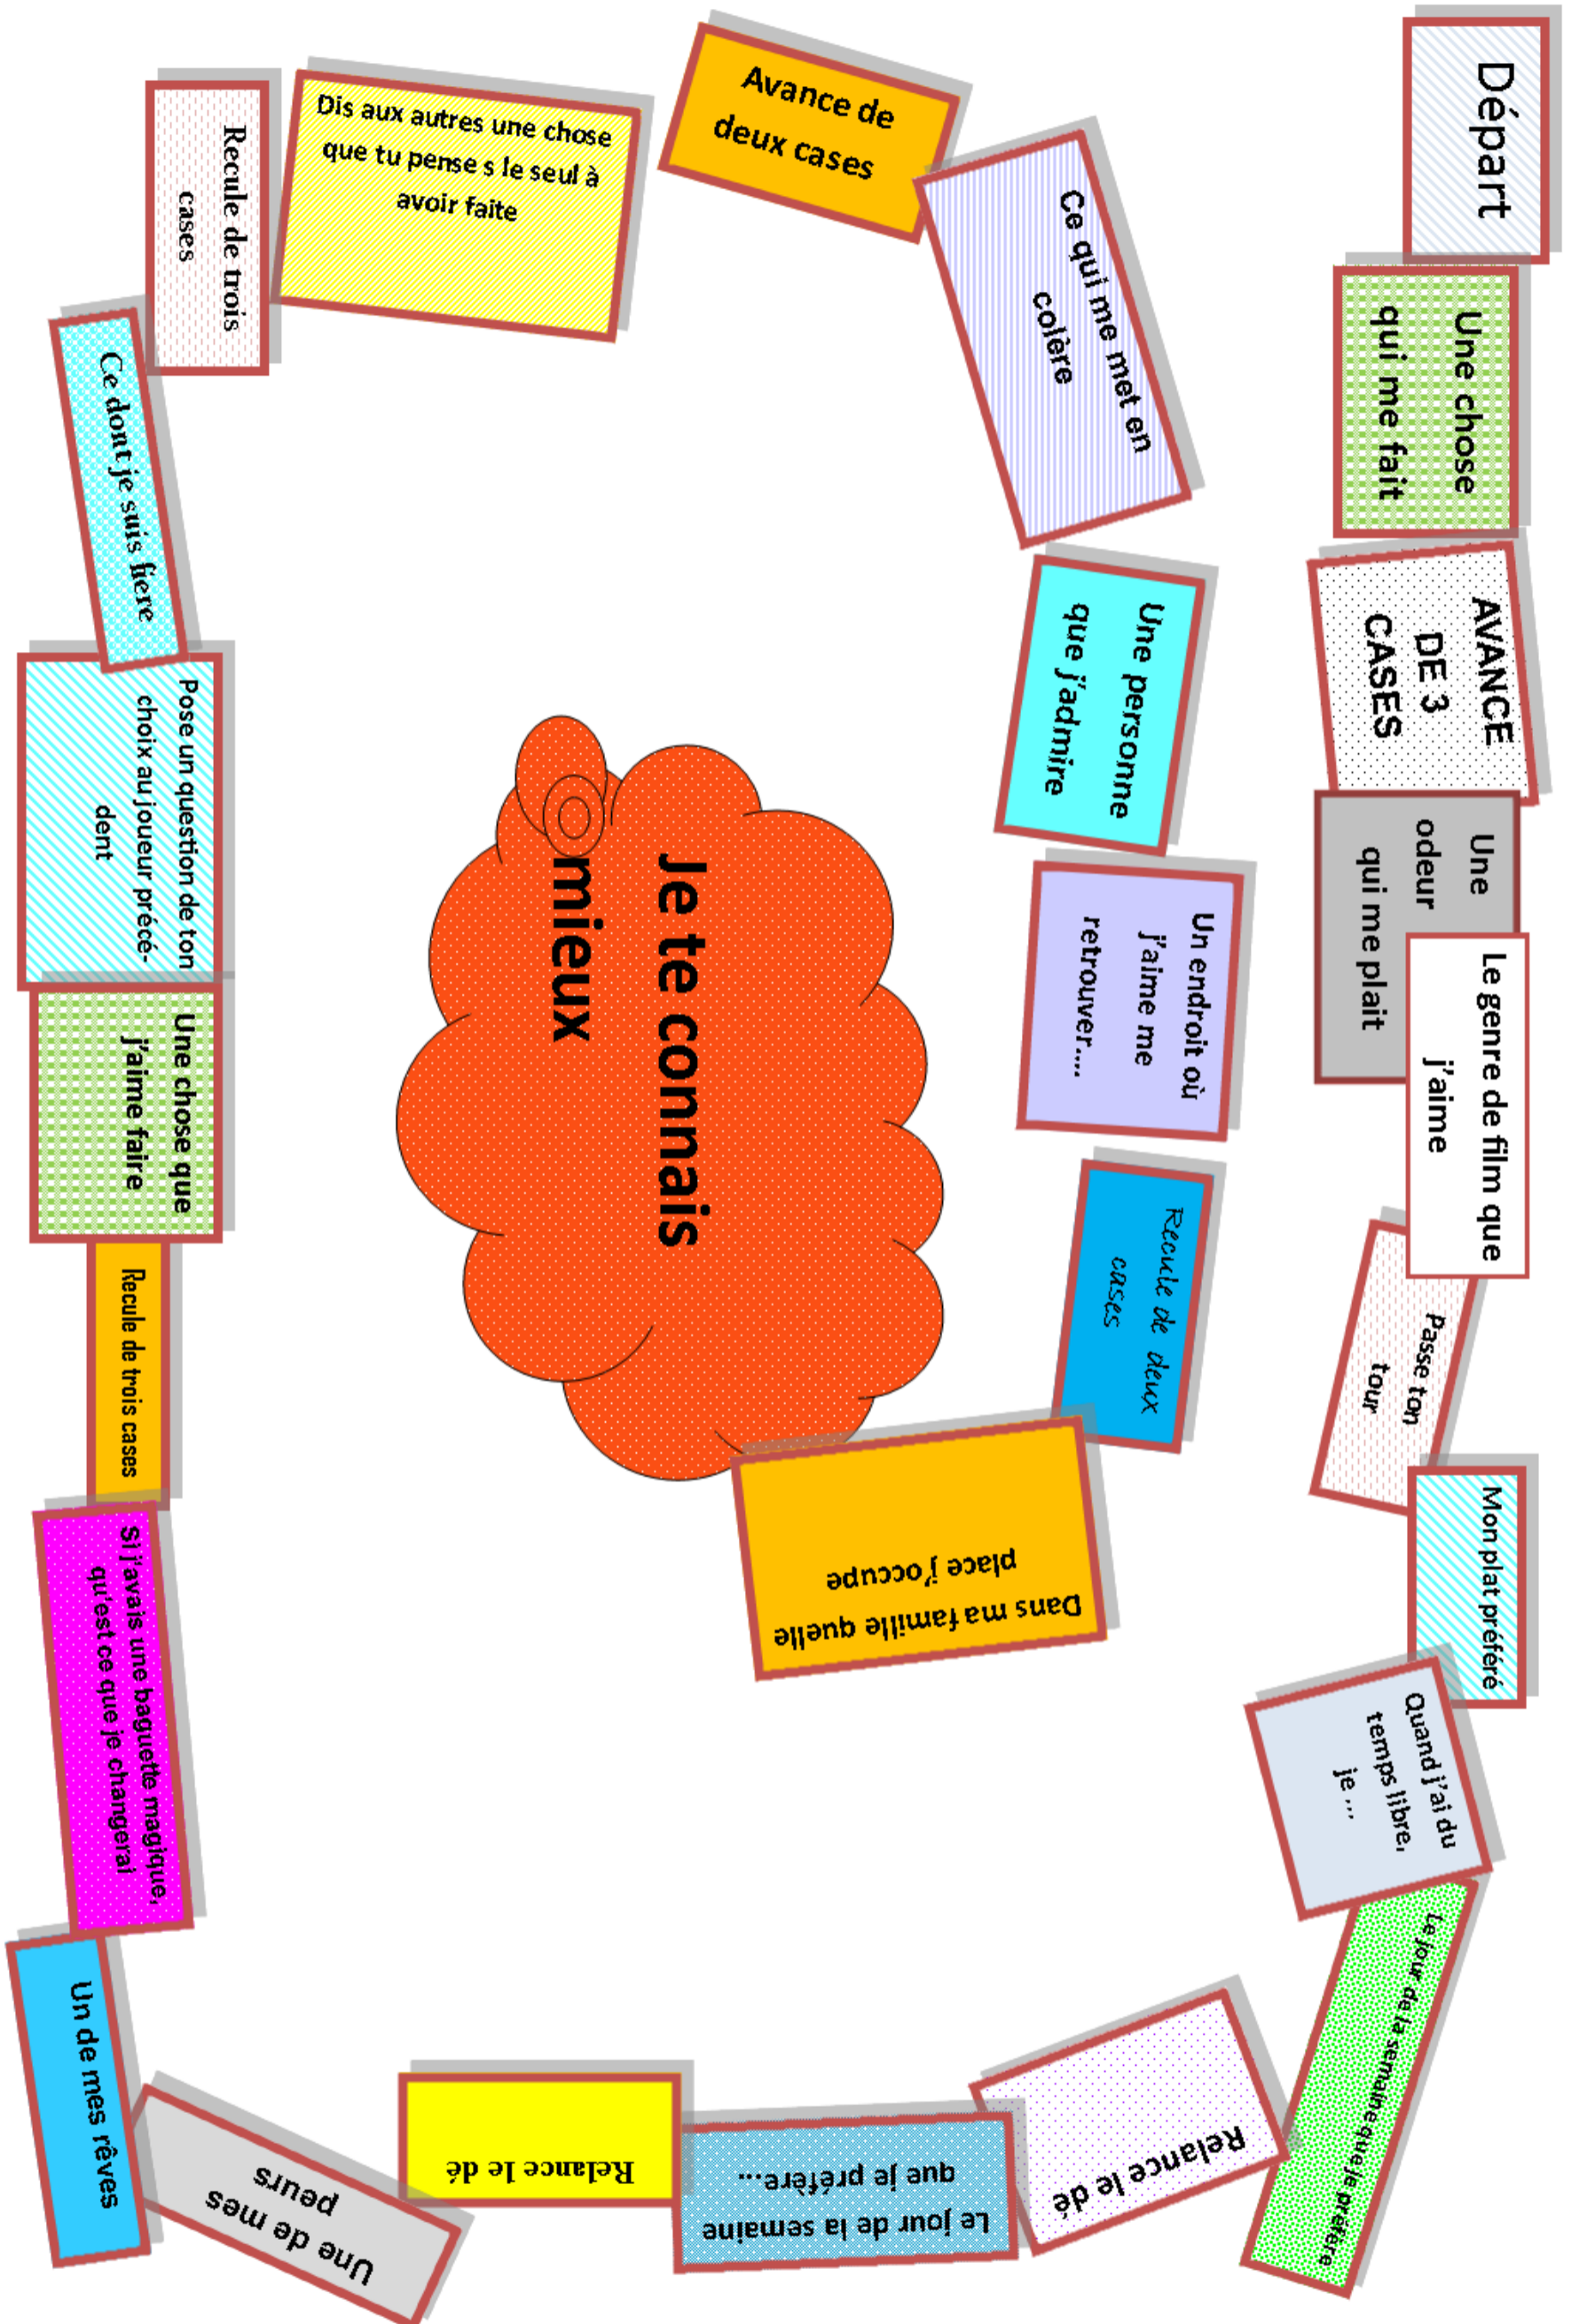 Départ
Une chose
qui me fait
AVANCE
DE 3
CASES
Une
odeur
qui me plait
Le genre de film que
j'aime
Passe ton
tour
Mon plat préféré
Quand j'ai du
temps libre,
je ...
Le jour de la semaine que je préfère
Relance le dé
Le jour de la semaine
que je préfère...
Relance le dé
Une de mes
peurs
Un de mes rêves
Si j'avais une baguette magique,
qu'est ce que je changerai
Recule de trois cases
Une chose que
j'aime faire
Pose un question de ton
choix au joueur précé-
dent
Ce dont je suis fiere
Recule de trois
cases
Dis aux autres une chose
que tu pense s le seul à
avoir faite
Avance de
deux cases
Ce qui me met en
colère
Une personne
que j'admire
Un endroit où
j'aime me
retrouver....
Recule de deux
cases
Dans ma famille quelle
place j'occupe
Je te connais
mieux